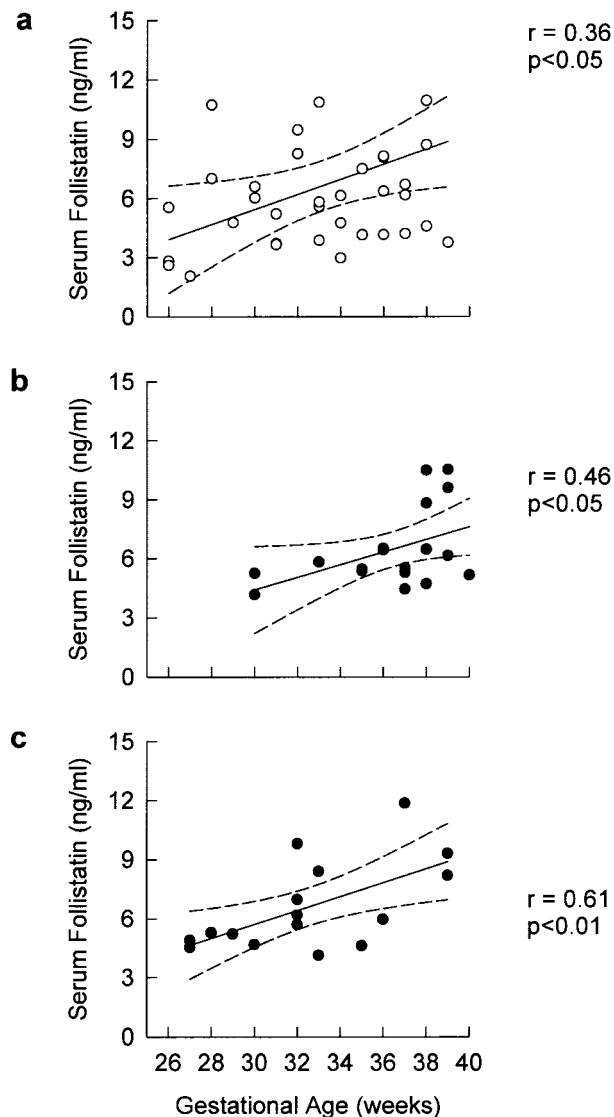 a
r = 0.36
p<0.05
Serum Follistatin (ng/ml)
15
12
9
6
3
0
b
r = 0.46
p<0.05
Serum Follistatin (ng/ml)
15
12
9
6
3
0
c
r = 0.61
p<0.01
Serum Follistatin (ng/ml)
15
12
9
6
3
0
26 28 30 32 34 36 38 40
Gestational Age (weeks)